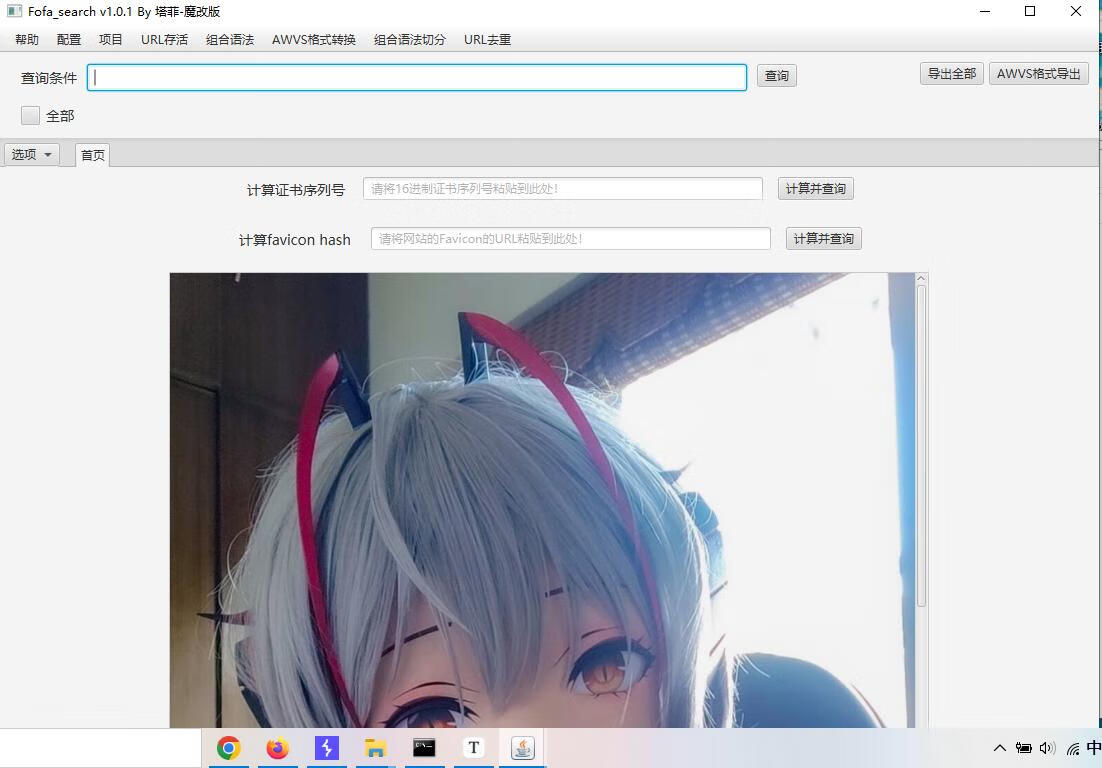 Fofa_search v1.0.1 By 塔菲-魔改版
帮助 配置 项目 URL存活 组合语法 AWVS格式转换 组合语法切分 URL去重
查询条件 查询 导出全部 AWVS格式导出
全部
选项 首页
计算证书序列号 请将16进制证书序列号粘贴到此处! 计算并查询
计算favicon hash 请将网站的Favicon的URL粘贴到此处! 计算并查询
T 中